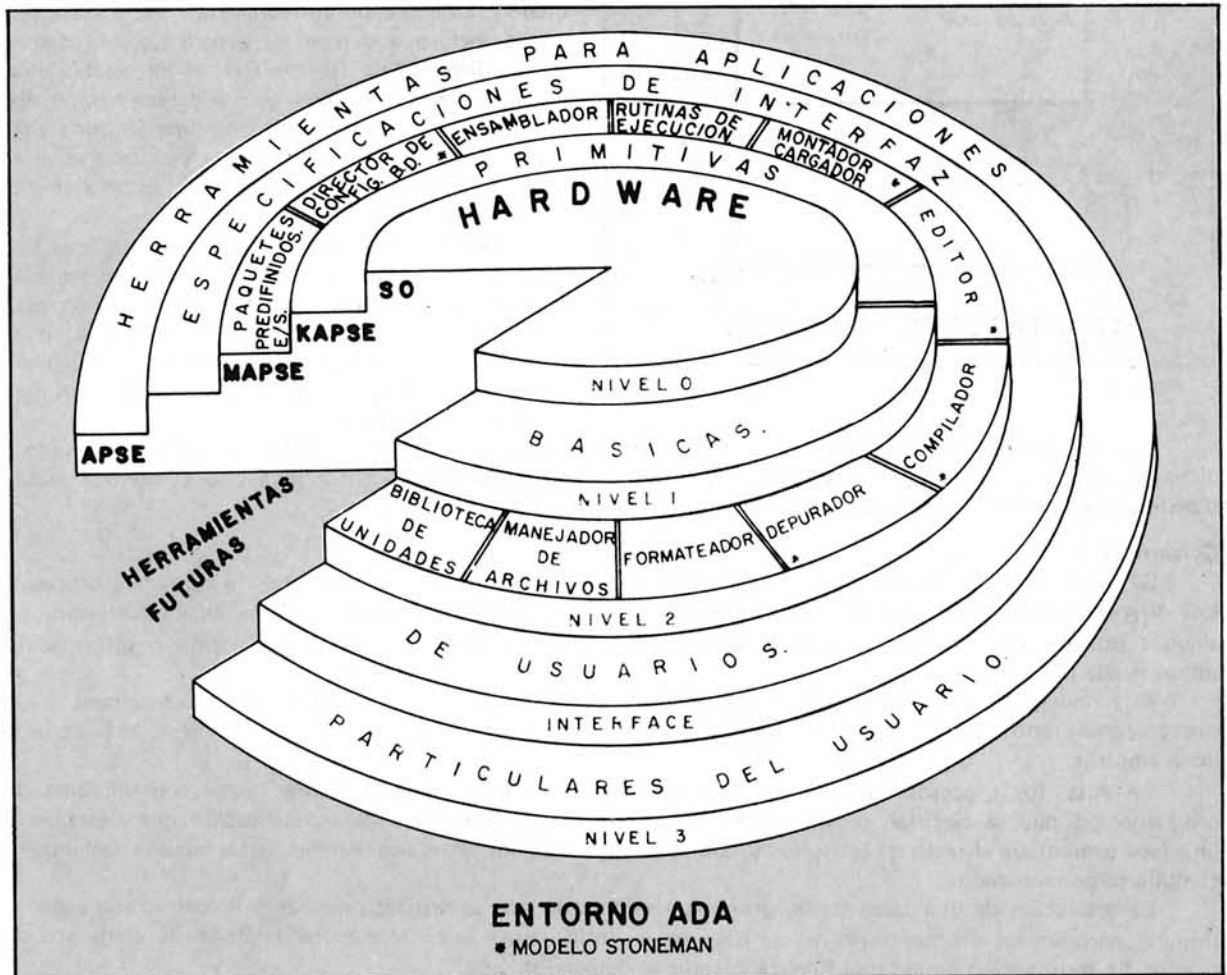 HERRAMIENTAS PARA APLICACIONES
ESPECIFICACIONES DE INTERFAZ
PAQUETES
PREDIFINIDOS.
E/S.
DIRECTOR DE
CONFIG. B.D.
FIG. *
ENSAMBLADOR
RUTINAS DE
EJECUCION.
MONTADOR
CARGADOR
*
EDITOR
*
PRIMITIVAS
HARDWARE
SO
KAPSE
MAPSE
APSE
NIVEL 0
BASICAS.
NIVEL 1
COMPILADOR
*
BIBLIOTECA
DE
UNIDADES
MANEJADOR
DE
ARCHIVOS
FORMATEADOR
DEPURADOR
*
HERRAMIENTAS
FUTURAS
NIVEL 2
DE USUARIOS.
INTERFACE
PARTICULARES DEL USUARIO.
NIVEL 3
ENTORNO ADA
* MODELO STONEMAN